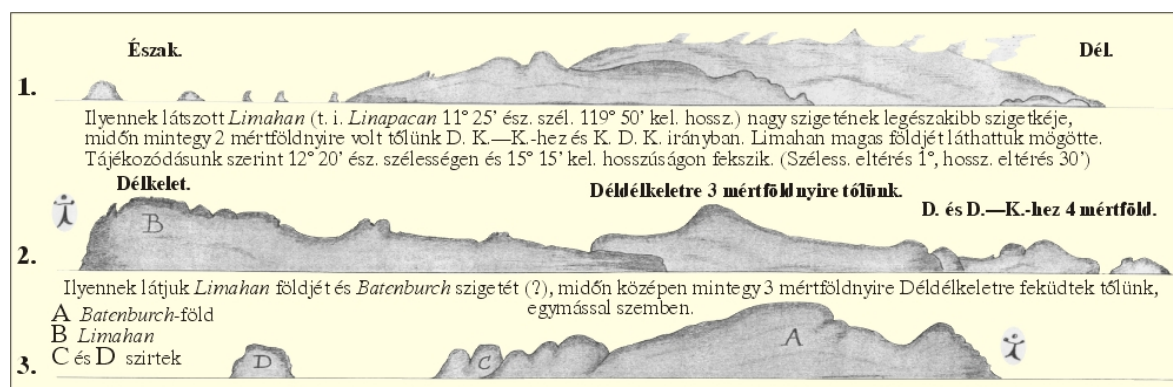 Észak.
Dél.
1.
Ilyennek látszott Limahan (t. i. Linapacan 11° 25’ ész. szél. 119° 50’ kel. hossz.) nagy szigetének legészakibb szigetkéje,
midőn mintegy 2 mértföldnyire volt tőlünk D. K.—K.-hez és K. D. K. irányban. Limahan magas földjét láthattuk mögötte.
Tájékozódásunk szerint 12° 20’ ész. szélességen és 15° 15’ kel. hosszúságon fekszik. (Széless. eltérés 1°, hossz. eltérés 30’)
Délkelet.
Déldélkeletre 3 mértföldnyire tőlünk.
D. és D.—K.-hez 4 mértföld.
B
2.
Ilyennek látjuk Limahan földjét és Batenburch szigetét (?), midőn középen mintegy 3 mértföldnyire Déldélkeletre feküdtek tőlünk,
egymással szemben.
A Batenburch-föld
B Limahan
C és D szirtek
3.
D
C
A